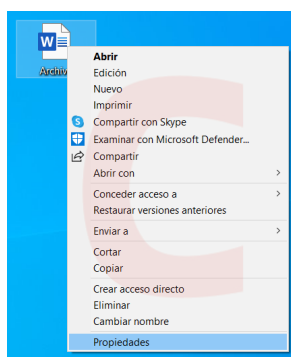 W
Archiv
Abrir
Edición
Nuevo
Imprimir
Compartir con Skype
Examinar con Microsoft Defender...
Compartir
Abrir con
Conceder acceso a
Restaurar versiones anteriores
Enviar a
Cortar
Copiar
Crear acceso directo
Eliminar
Cambiar nombre
Propiedades